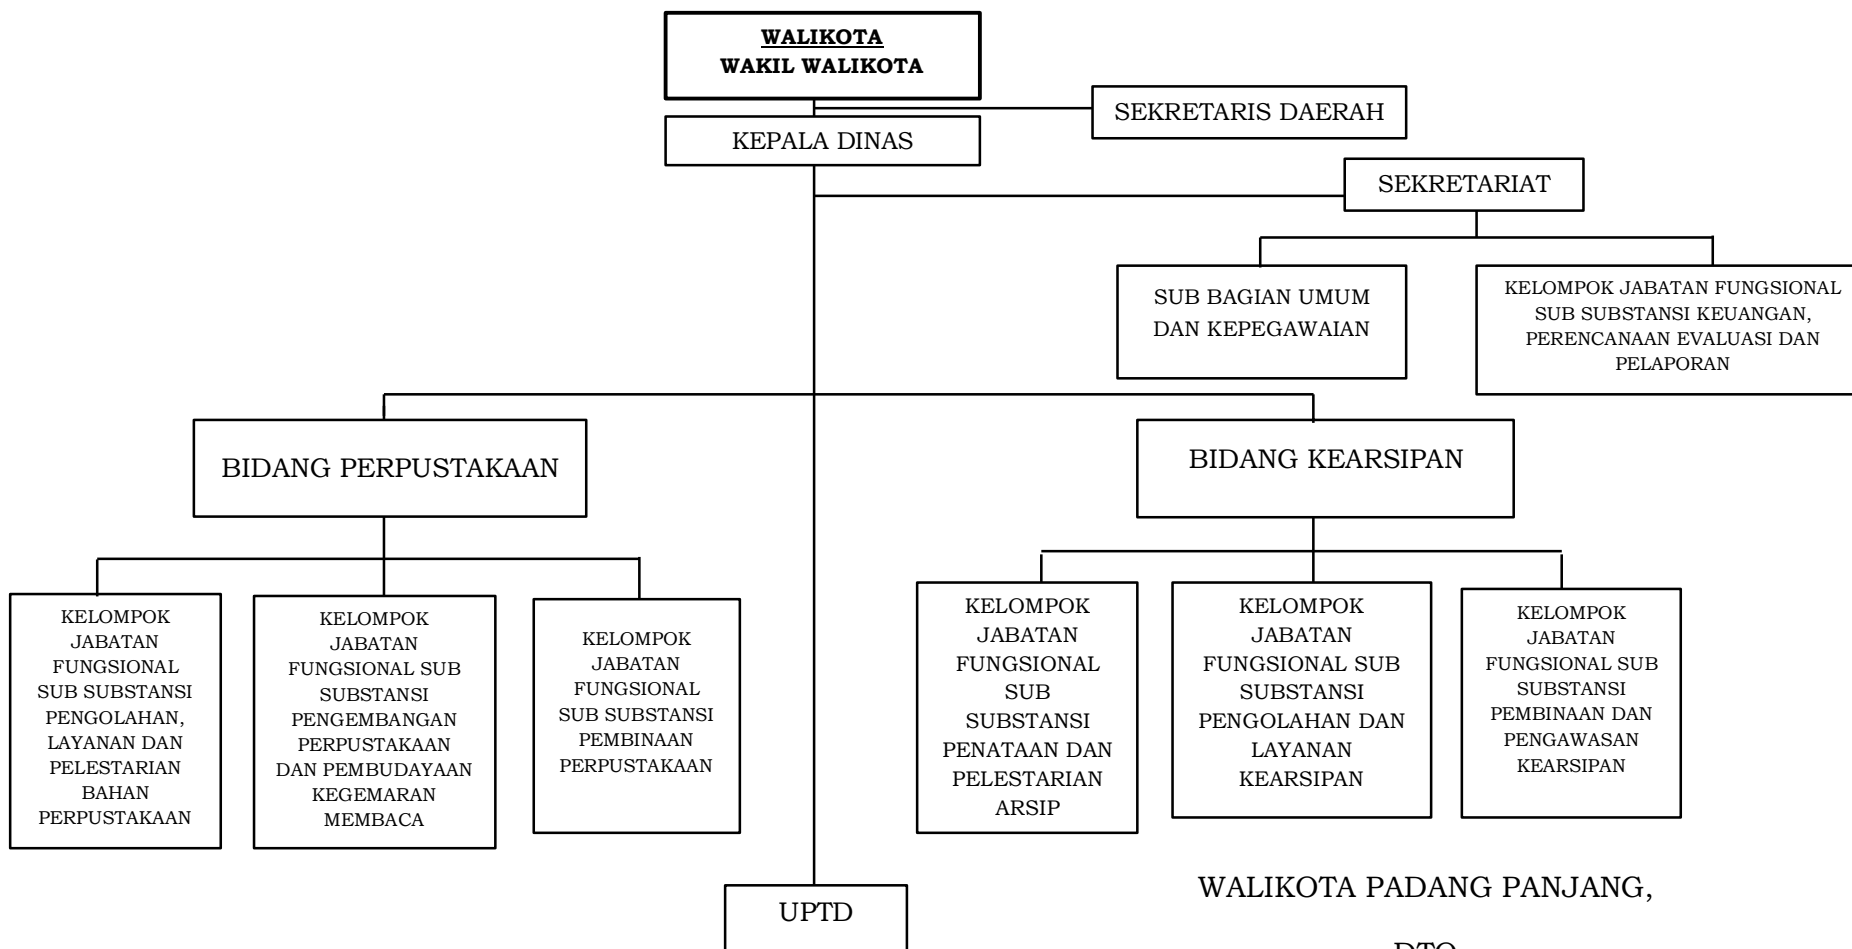 WALIKOTA
WAKIL WALIKOTA
SEKRETARIS DAERAH
KEPALA DINAS
SEKRETARIAT
SUB BAGIAN UMUM
DAN KEPEGAWAIAN
KELOMPOK JABATAN FUNGSIONAL
SUB SUBSTANSI KEUANGAN,
PERENCANAAN EVALUASI DAN
PELAPORAN
BIDANG PERPUSTAKAAN
BIDANG KEARSIPAN
KELOMPOK
JABATAN
FUNGSIONAL
SUB SUBSTANSI
PENGOLAHAN,
LAYANAN DAN
PELESTARIAN
BAHAN
PERPUSTAKAAN
KELOMPOK
JABATAN
FUNGSIONAL SUB
SUBSTANSI
PENGEMBANGAN
PERPUSTAKAAN
DAN PEMBUDAYAAN
KEGEMARAN
MEMBACA
KELOMPOK
JABATAN
FUNGSIONAL
SUB SUBSTANSI
PEMBINAAN
PERPUSTAKAAN
KELOMPOK
JABATAN
FUNGSIONAL
SUB
SUBSTANSI
PENATAAN DAN
PELESTARIAN
ARSIP
KELOMPOK
JABATAN
FUNGSIONAL SUB
SUBSTANSI
PENGOLAHAN DAN
LAYANAN
KEARSIPAN
KELOMPOK
JABATAN
FUNGSIONAL SUB
SUBSTANSI
PEMBINAAN DAN
PENGAWASAN
KEARSIPAN
UPTD
WALIKOTA PADANG PANJANG,